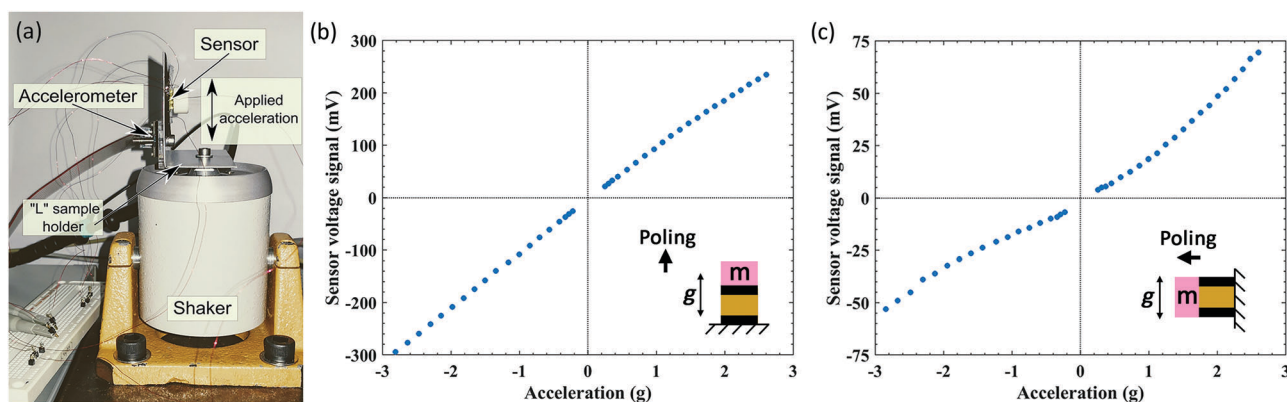 (a)
Sensor
Accelerometer
Applied
acceleration
"L" sample
holder
Shaker
(b)
Sensor voltage signal (mV)
300
200
100
0
-100
-200
-300
-3
-2
-1
0
1
2
3
Acceleration (g)
Poling
m
g
(c)
Sensor voltage signal (mV)
75
50
25
0
-25
-50
-75
-3
-2
-1
0
1
2
3
Acceleration (g)
Poling
g
m